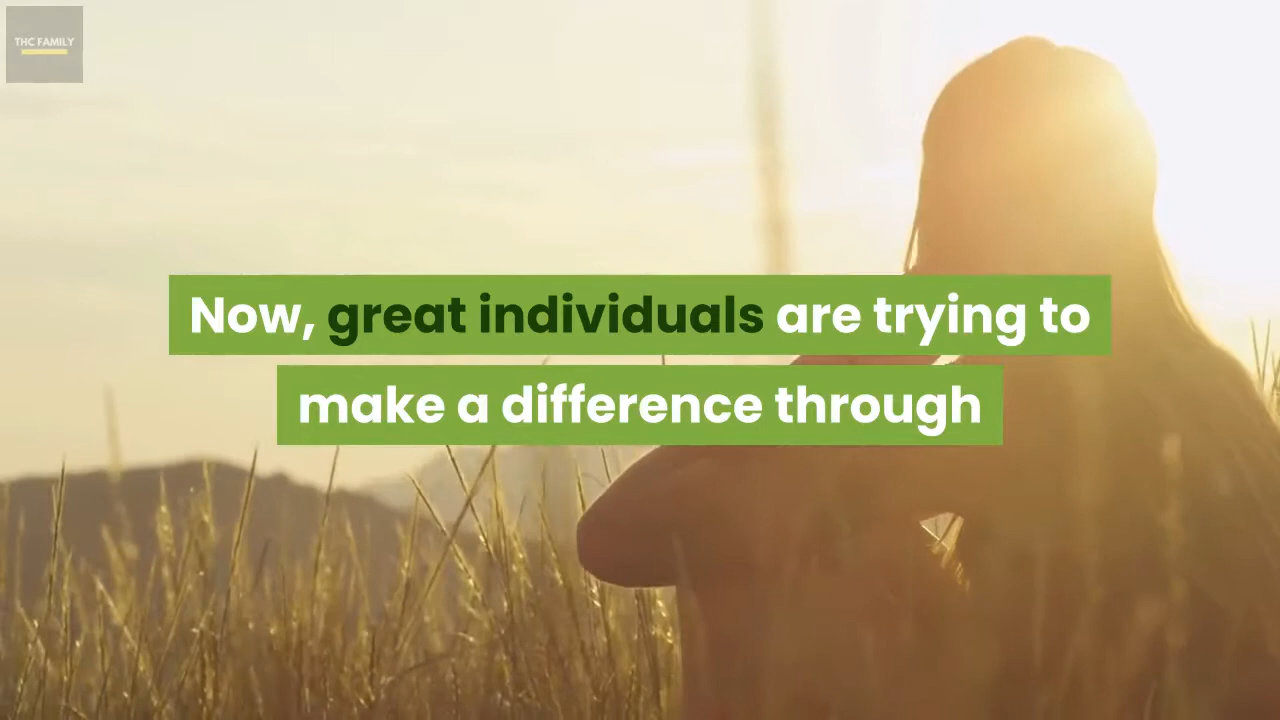 THC FAMILY
Now, great individuals are trying to
make a difference through